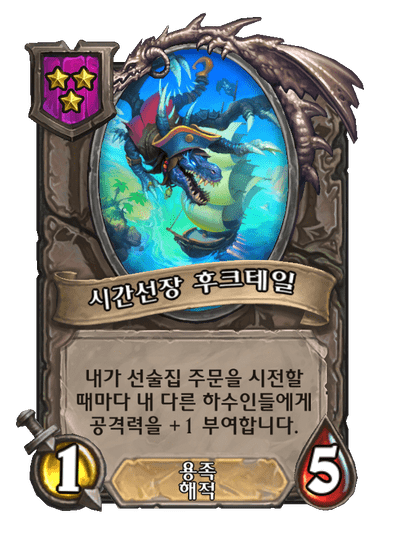 시간선장 후크테일
내가 선술집 주문을 시전할
때마다 내 다른 하수인들에게
공격력을 +1 부여합니다.
1
용족
해적
5